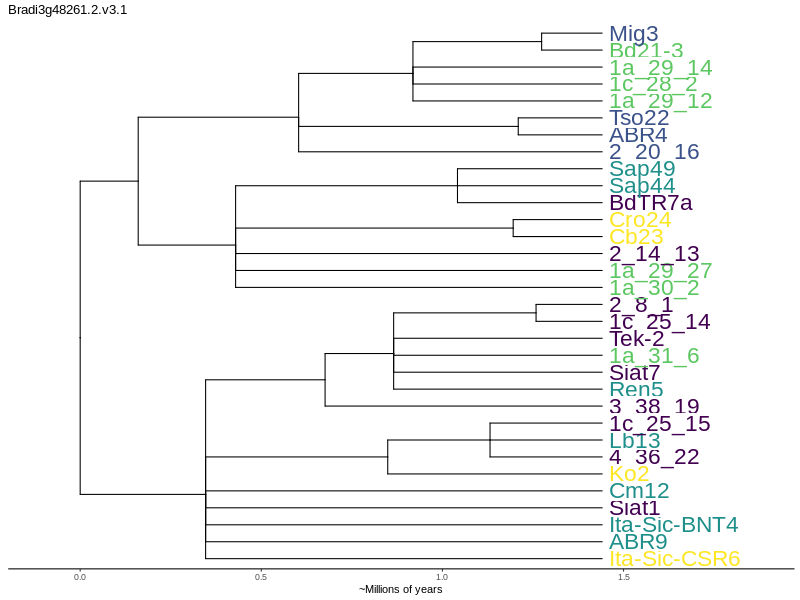 Bradi3g48261.2.v3.1
Mig3
Bd21-3
1a_29_14
1c_28_2
1a_29_12
Tso22
ABR4
2_20_16
Sap49
Sap44
BdTR7a
Cro24
Cb23
2_14_13
1a_29_27
1a_30_2
2_8_1
1c_25_14
Tek-2
1a_31_6
Siat7
Ren5
3_38_19
1c_25_15
Lb13
4_36_22
Ko2
Cm12
Siat1
Ita-Sic-BNT4
ABR9
Ita-Sic-CSR6
0.0 0.5 1.0 1.5
~Millions of years